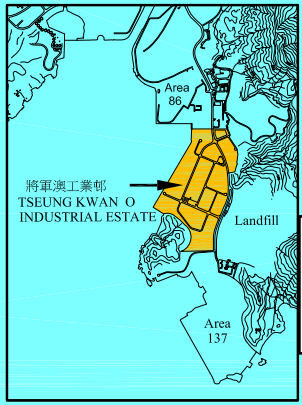 Area
86
將軍澳工業邨
TSEUNG KWAN O
INDUSTRIAL ESTATE
Landfill
Area
137